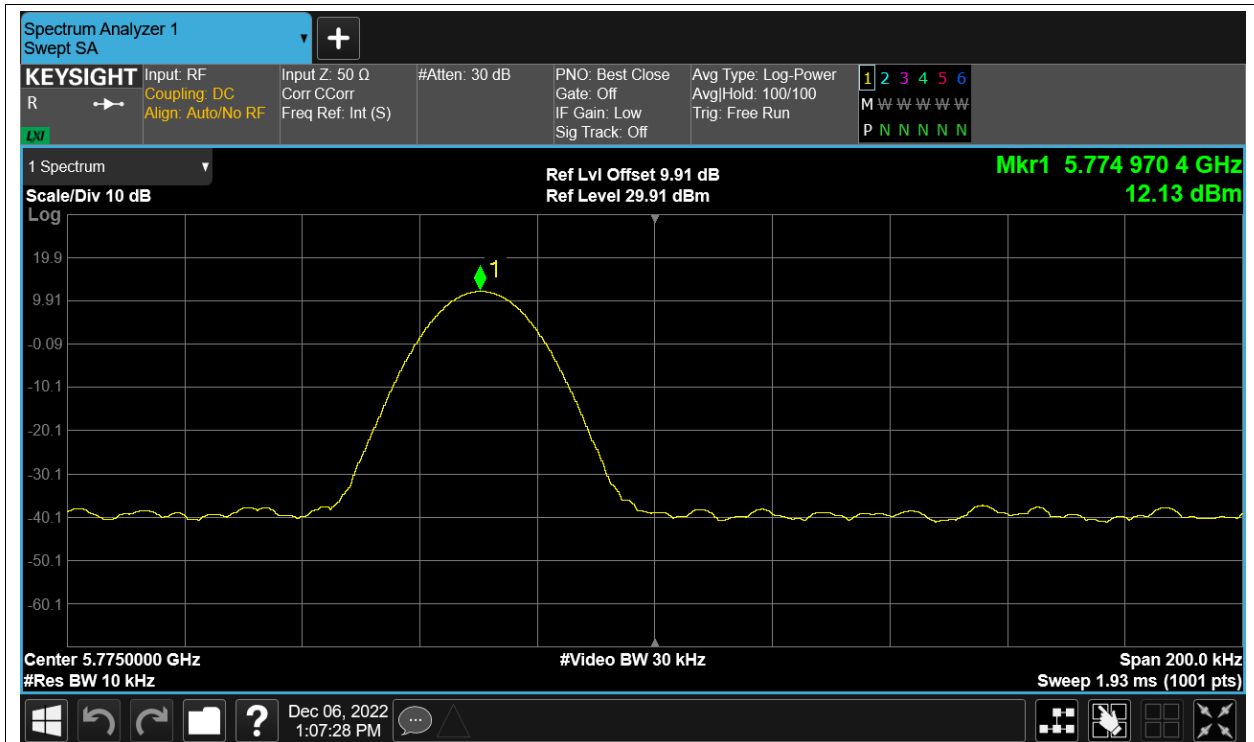 Spectrum Analyzer 1
Swept SA
+
KEYSIGHT
R
LXI
Input: RF
Coupling: DC
Align: Auto/No RF
Input Z: 50 Ω
Corr CCorr
Freq Ref: Int (S)
#Atten: 30 dB
PNO: Best Close
Gate: Off
IF Gain: Low
Sig Track: Off
Avg Type: Log-Power
Avg|Hold: 100/100
Trig: Free Run
1 2 3 4 5 6
M W W W W W
P N N N N N
1 Spectrum
Scale/Div 10 dB
Log
Ref Lvl Offset 9.91 dB
Ref Level 29.91 dBm
Mkr1 5.774 970 4 GHz
12.13 dBm
1
19.9
9.91
-0.09
-10.1
-20.1
-30.1
-40.1
-50.1
-60.1
Center 5.7750000 GHz
#Res BW 10 kHz
#Video BW 30 kHz
Span 200.0 kHz
Sweep 1.93 ms (1001 pts)
?
Dec 06, 2022
1:07:28 PM